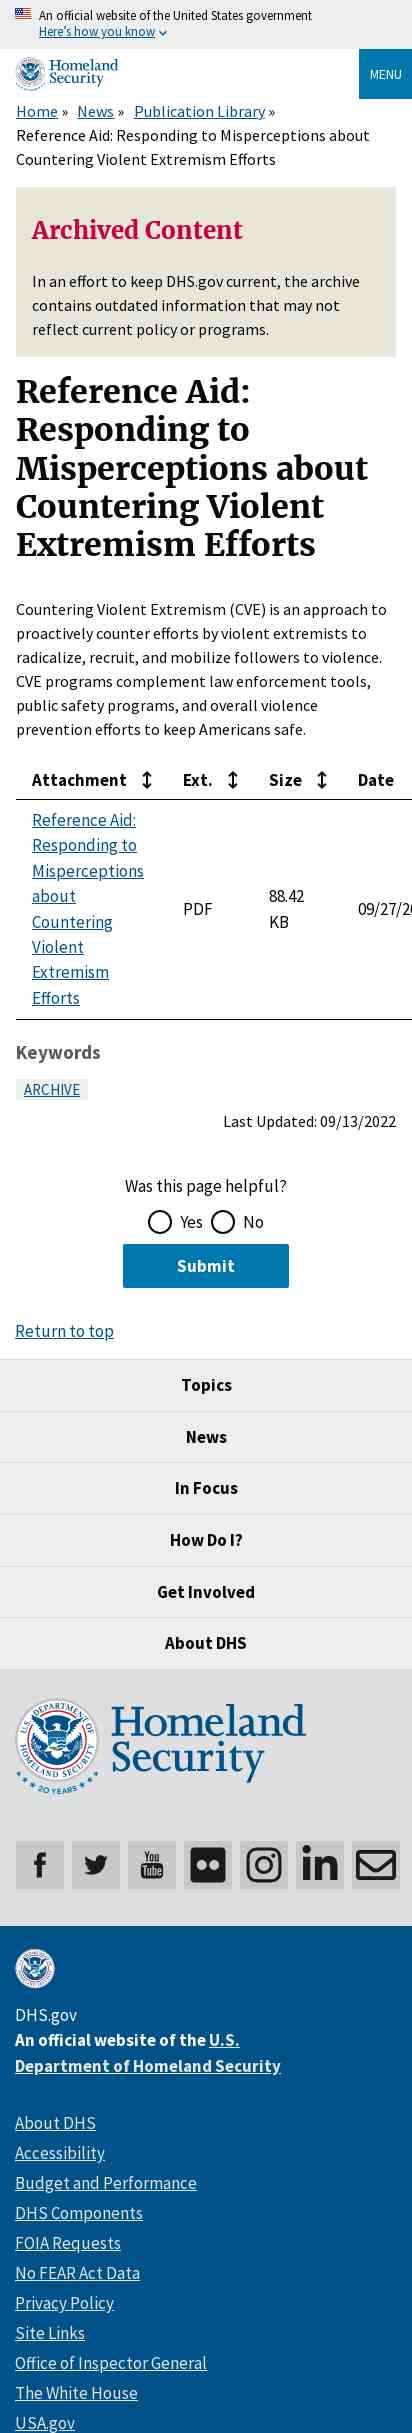 An official website of the United States government
Here's how you know
Homeland
Security
MENU
Home » News » Publication Library »
Reference Aid: Responding to Misperceptions about
Countering Violent Extremism Efforts
Archived Content
In an effort to keep DHS.gov current, the archive
contains outdated information that may not
reflect current policy or programs.
Reference Aid:
Responding to
Misperceptions about
Countering Violent
Extremism Efforts
Countering Violent Extremism (CVE) is an approach to
proactively counter efforts by violent extremists to
radicalize, recruit, and mobilize followers to violence.
CVE programs complement law enforcement tools,
public safety programs, and overall violence
prevention efforts to keep Americans safe.
Attachment Ext. Size Date
Reference Aid:
Responding to
Misperceptions
about
Countering
Violent
Extremism
Efforts
PDF
88.42
KB
09/27/20
Keywords
ARCHIVE
Last Updated: 09/13/2022
Was this page helpful?
Yes No
Submit
Return to top
Topics
News
In Focus
How Do I?
Get Involved
About DHS
U.S. DEPARTMENT OF
HOMELAND SECURITY
20 YEARS
Homeland
Security
You
Tube
DHS.gov
An official website of the U.S.
Department of Homeland Security
About DHS
Accessibility
Budget and Performance
DHS Components
FOIA Requests
No FEAR Act Data
Privacy Policy
Site Links
Office of Inspector General
The White House
USA.gov